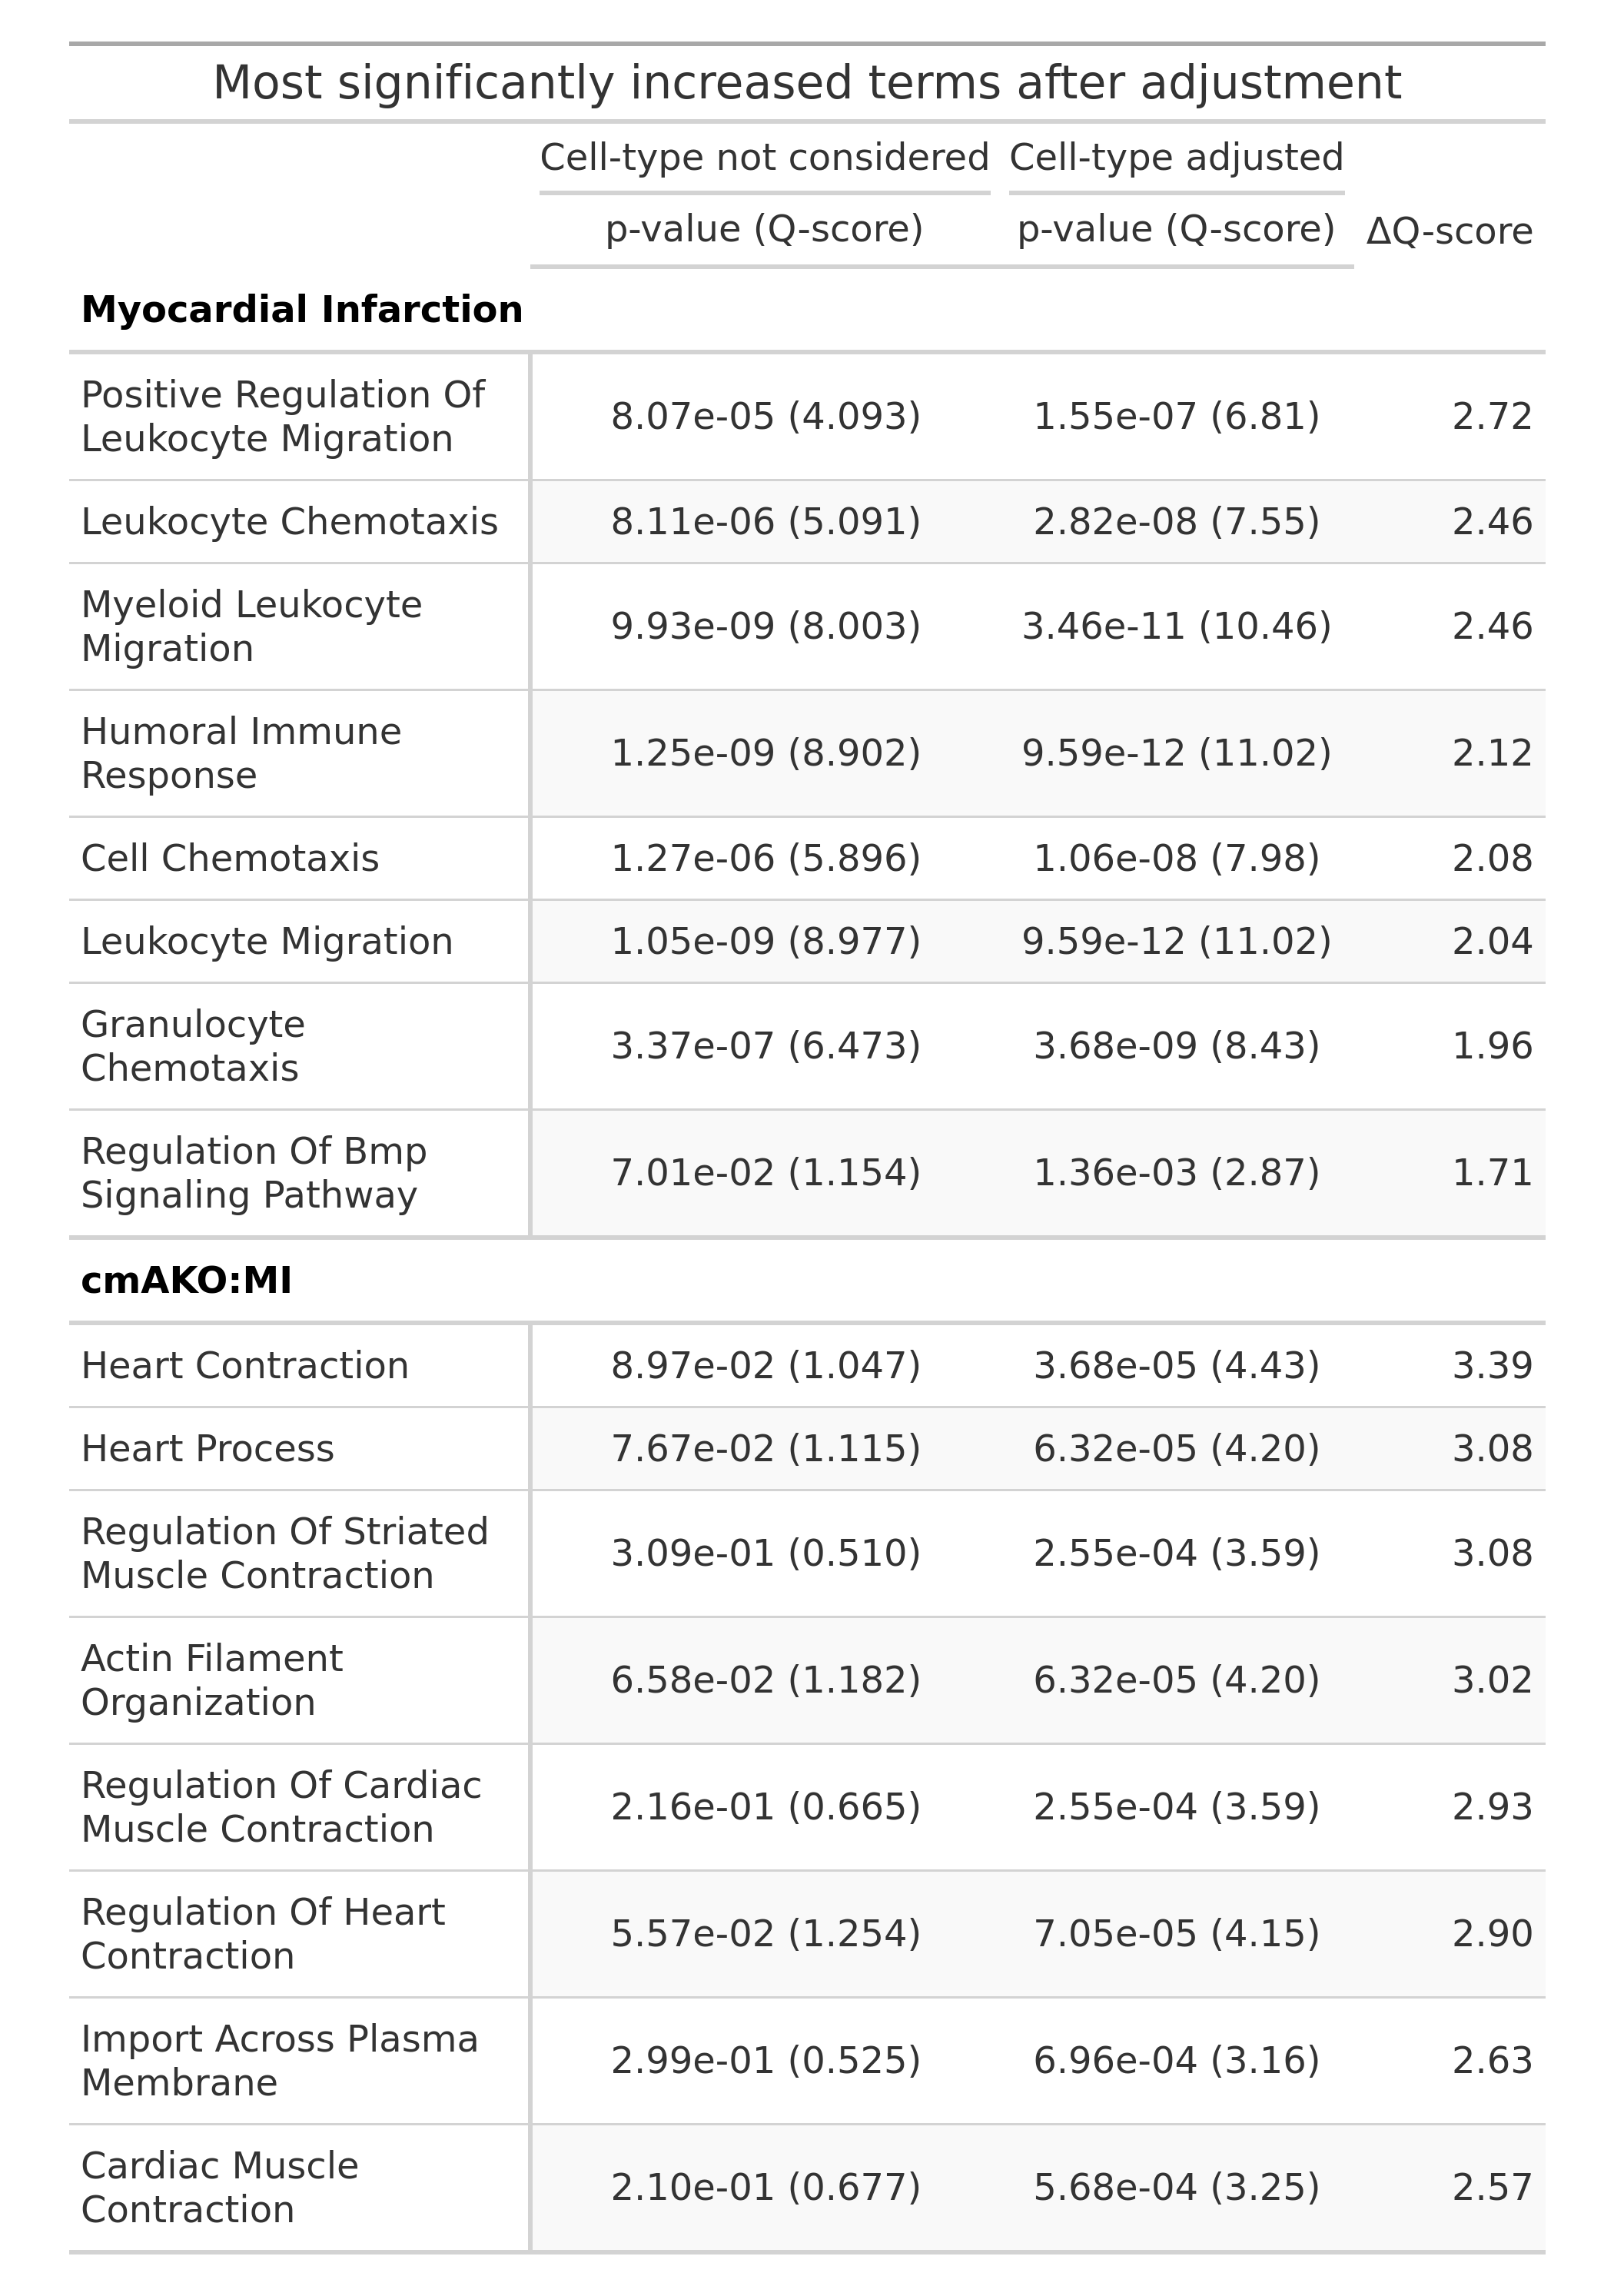 Most significantly increased terms after adjustment
Cell-type not considered Cell-type adjusted
p-value (Q-score) p-value (Q-score) ΔQ-score
Myocardial Infarction
Positive Regulation Of
Leukocyte Migration
8.07e-05 (4.093) 1.55e-07 (6.81) 2.72
Leukocyte Chemotaxis 8.11e-06 (5.091) 2.82e-08 (7.55) 2.46
Myeloid Leukocyte
Migration
9.93e-09 (8.003) 3.46e-11 (10.46) 2.46
Humoral Immune
Response
1.25e-09 (8.902) 9.59e-12 (11.02) 2.12
Cell Chemotaxis 1.27e-06 (5.896) 1.06e-08 (7.98) 2.08
Leukocyte Migration 1.05e-09 (8.977) 9.59e-12 (11.02) 2.04
Granulocyte
Chemotaxis
3.37e-07 (6.473) 3.68e-09 (8.43) 1.96
Regulation Of Bmp
Signaling Pathway
7.01e-02 (1.154) 1.36e-03 (2.87) 1.71
cmAKO:MI
Heart Contraction 8.97e-02 (1.047) 3.68e-05 (4.43) 3.39
Heart Process 7.67e-02 (1.115) 6.32e-05 (4.20) 3.08
Regulation Of Striated
Muscle Contraction
3.09e-01 (0.510) 2.55e-04 (3.59) 3.08
Actin Filament
Organization
6.58e-02 (1.182) 6.32e-05 (4.20) 3.02
Regulation Of Cardiac
Muscle Contraction
2.16e-01 (0.665) 2.55e-04 (3.59) 2.93
Regulation Of Heart
Contraction
5.57e-02 (1.254) 7.05e-05 (4.15) 2.90
Import Across Plasma
Membrane
2.99e-01 (0.525) 6.96e-04 (3.16) 2.63
Cardiac Muscle
Contraction
2.10e-01 (0.677) 5.68e-04 (3.25) 2.57